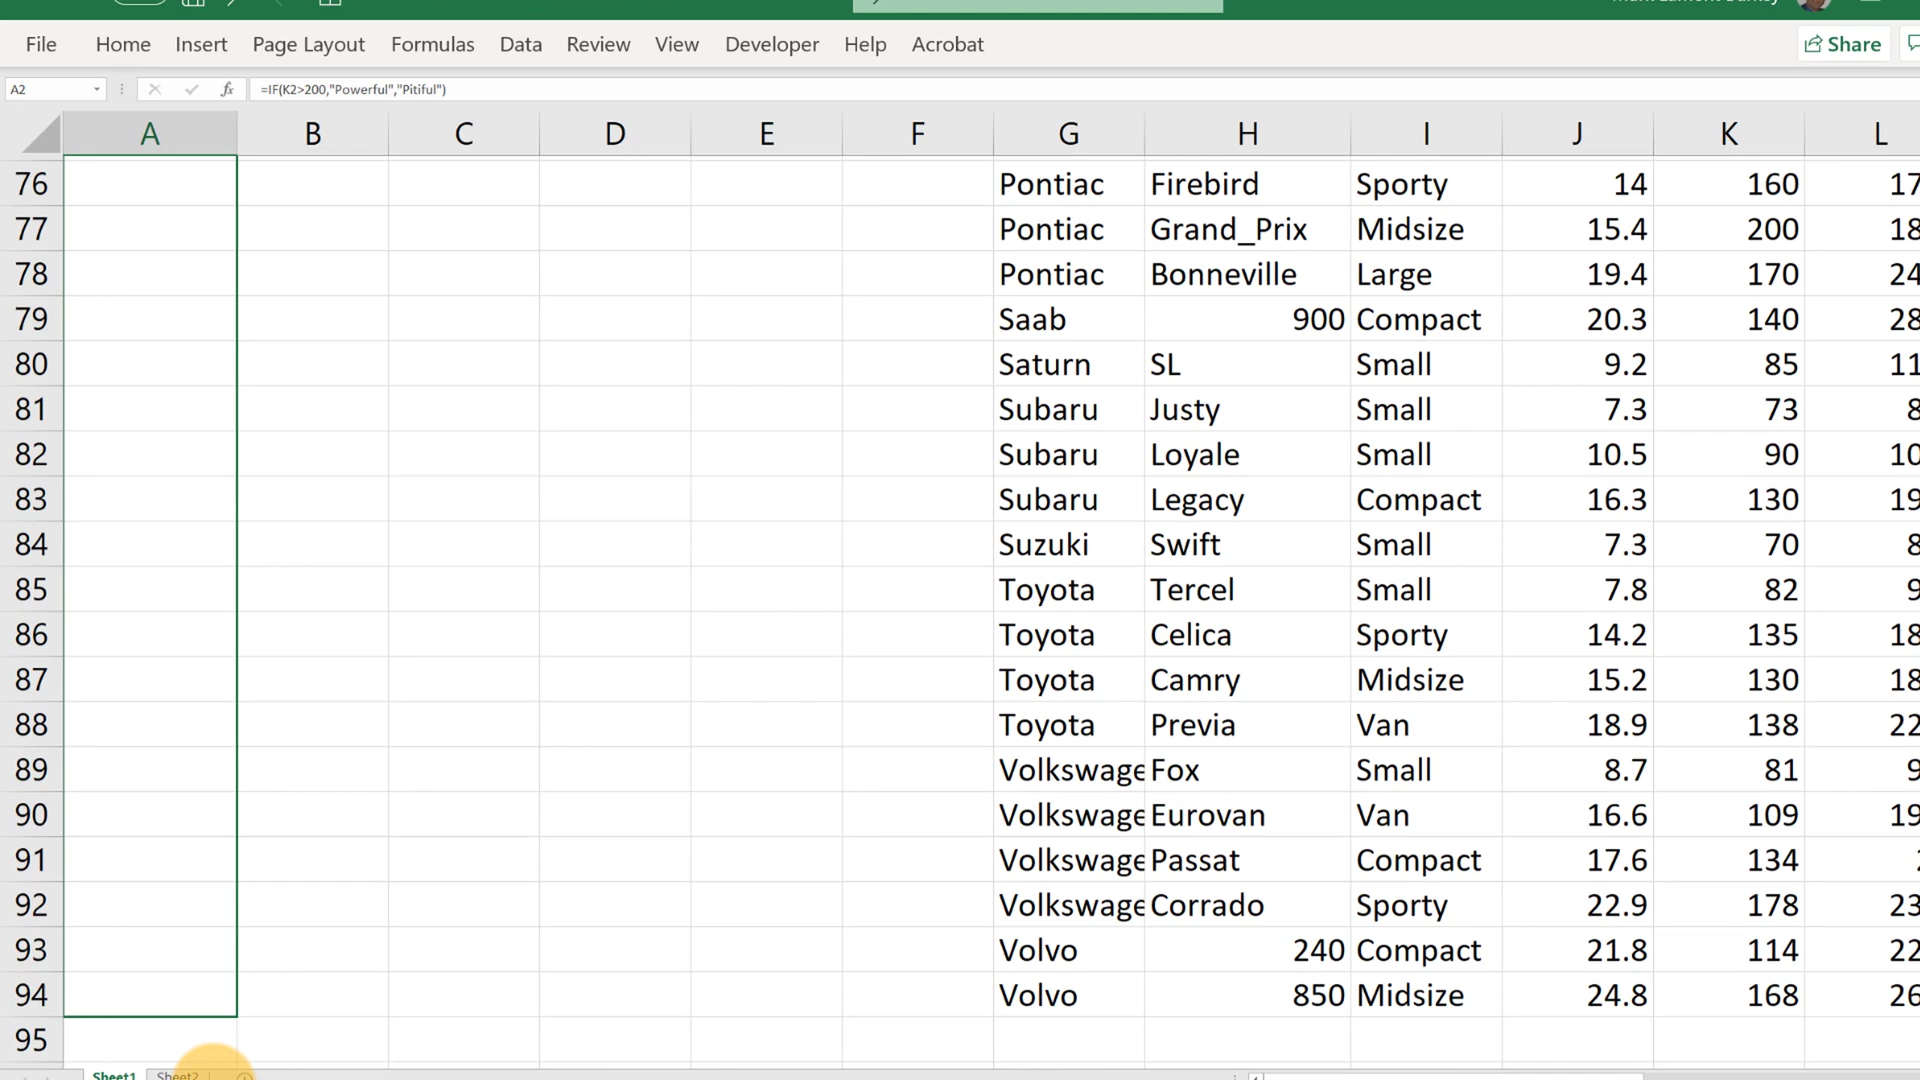 File Home Insert Page Layout Formulas Data Review View Developer Help Acrobat Share
A2 fx =IF(K2>200,"Powerful","Pitiful")
A B C D E F G H I J K L
76 Pontiac Firebird Sporty 14 160 17
77 Pontiac Grand_Prix Midsize 15.4 200 18
78 Pontiac Bonneville Large 19.4 170 24
79 Saab 900 Compact 20.3 140 28
80 Saturn SL Small 9.2 85 11
81 Subaru Justy Small 7.3 73 8
82 Subaru Loyale Small 10.5 90 10
83 Subaru Legacy Compact 16.3 130 19
84 Suzuki Swift Small 7.3 70 8
85 Toyota Tercel Small 7.8 82 9
86 Toyota Celica Sporty 14.2 135 18
87 Toyota Camry Midsize 15.2 130 18
88 Toyota Previa Van 18.9 138 22
89 Volkswage Fox Small 8.7 81 9
90 Volkswage Eurovan Van 16.6 109 19
91 Volkswage Passat Compact 17.6 134 2
92 Volkswage Corrado Sporty 22.9 178 23
93 Volvo 240 Compact 21.8 114 22
94 Volvo 850 Midsize 24.8 168 26
95
Sheet1 Sheet2